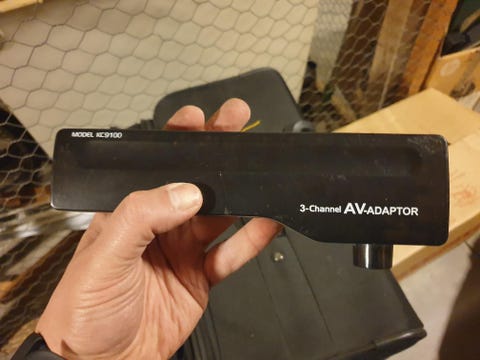 MODEL KC9100
3-Channel AV-ADAPTOR